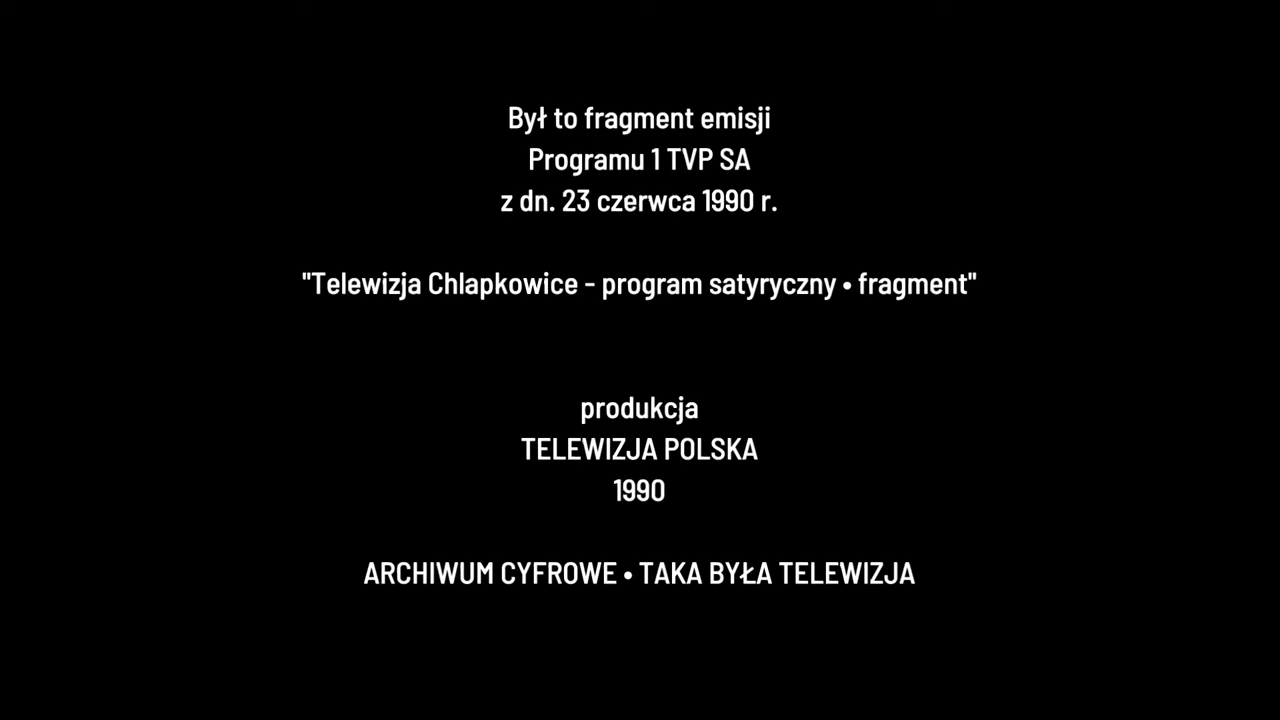 Był to fragment emisji
Programu 1 TVP SA
z dn. 23 czerwca 1990 r.
"Telewizja Chlapkowice - program satyryczny • fragment"
produkcja
TELEWIZJA POLSKA
1990
ARCHIWUM CYFROWE • TAKA BYŁA TELEWIZJA